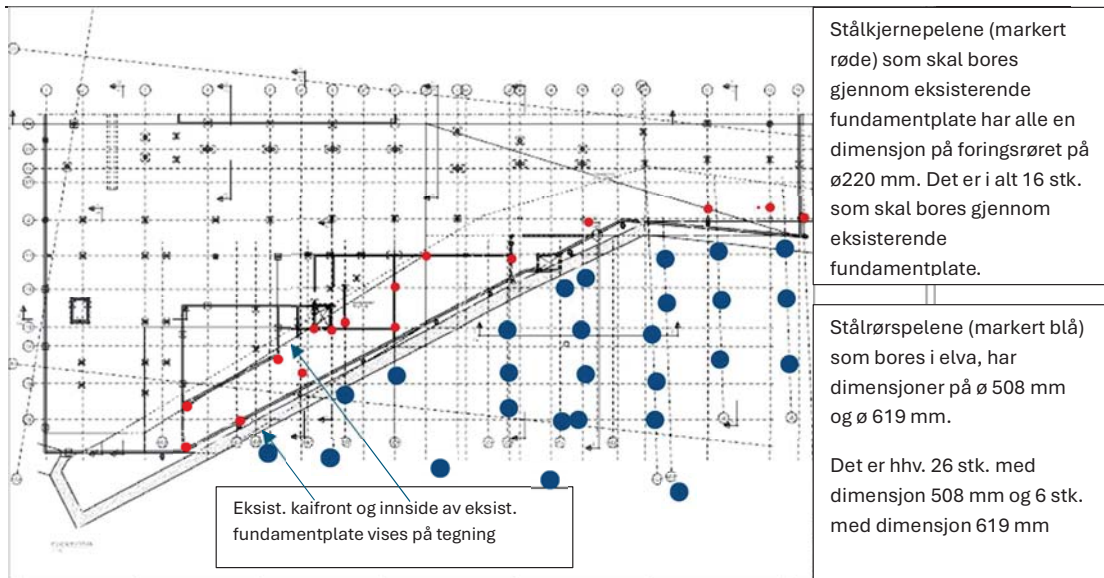 Stålkjernepelene (markert
røde) som skal bores
gjennom eksisterende
fundamentplate har alle en
dimensjon på foringsrøret på
ø220 mm. Det er i alt 16 stk.
som skal bores gjennom
eksisterende
fundamentplate.
Stålrørspelene (markert blå)
som bores i elva, har
dimensjoner på ø 508 mm
og ø 619 mm.
Det er hhv. 26 stk. med
dimensjon 508 mm og 6 stk.
med dimensjon 619 mm
Eksist. kaifront og innside av eksist.
fundamentplate vises på tegning